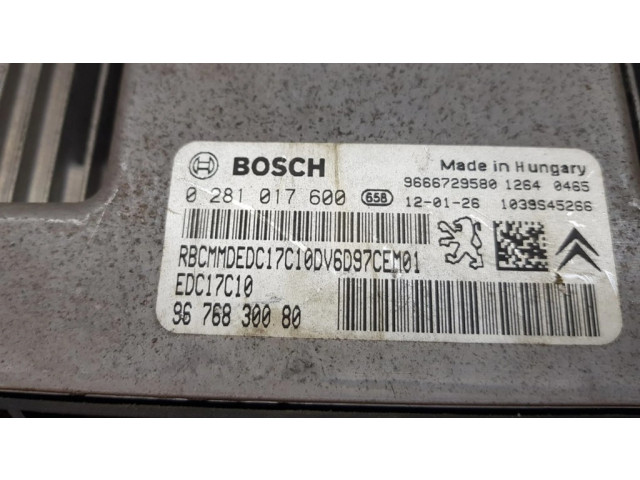 BOSCH
Made in Hungary
0 281 017 600 658
9666729580 1264 0465
12-01-26 1039S45266
RBCMMDEDC17C10DV6D97CEM01
EDC17C10
96 768 300 80